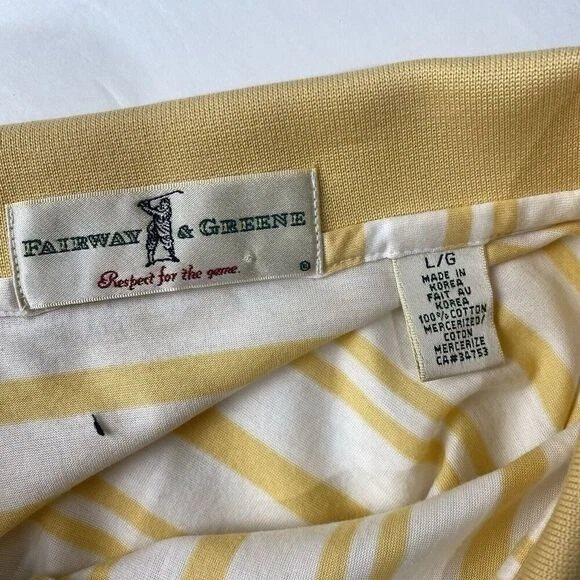 FAIRWAY & GREENE
Respect for the game.
®
L/G
MADE IN
KOREA
FAIT AU
KOREA
100% COTTON
MERCERIZED/
COTON
MERCERIZE
CA#34753